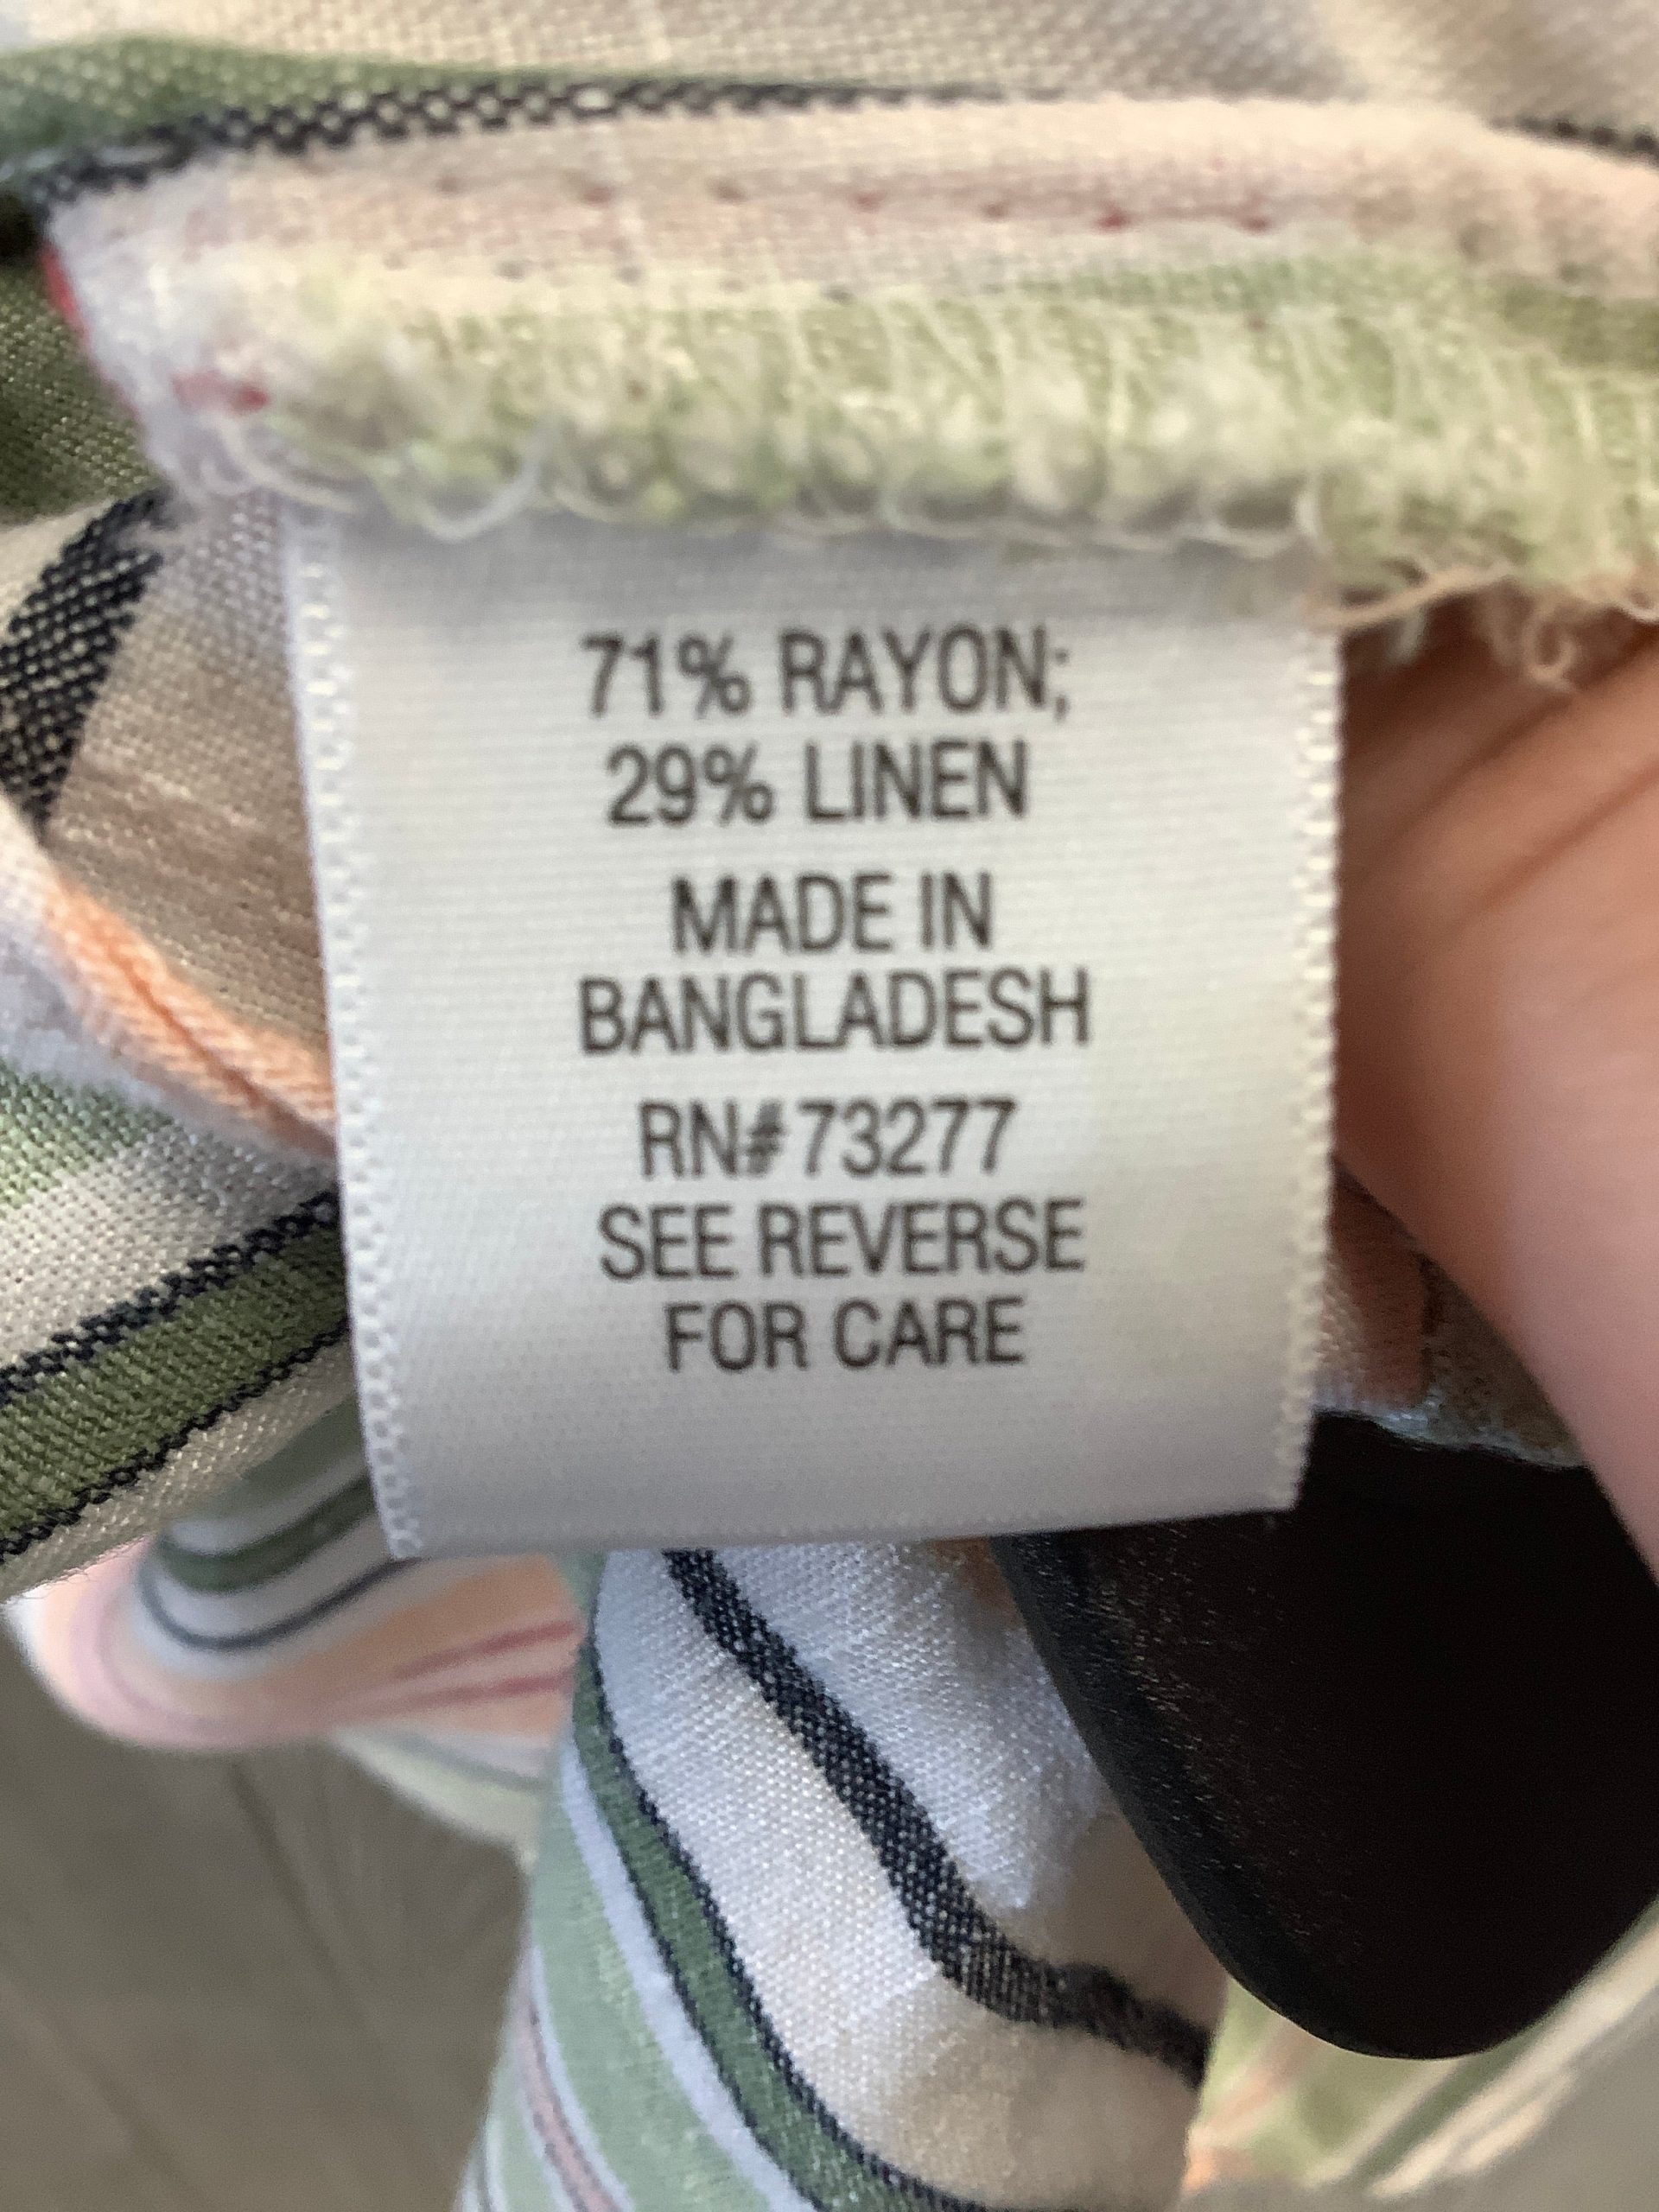 71% RAYON;
29% LINEN
MADE IN
BANGLADESH
RN#73277
SEE REVERSE
FOR CARE